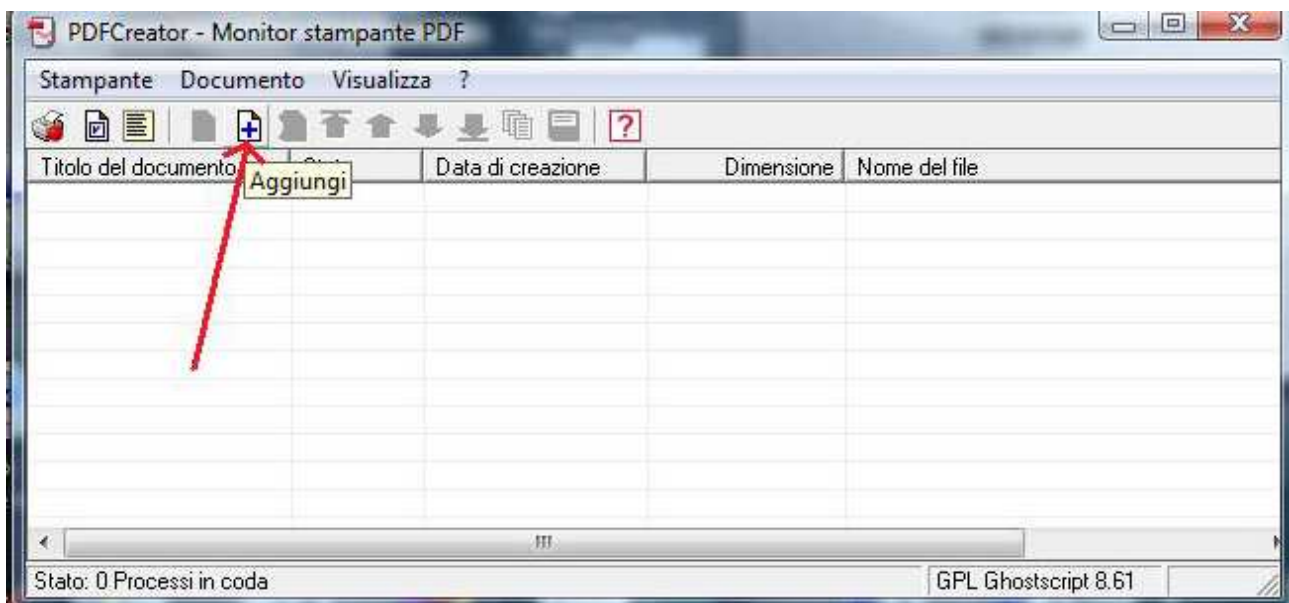 PDFCreator - Monitor stampante PDF
Stampante Documento Visualizza ?
Titolo del documento Data di creazione Dimensione Nome del file
Aggiungi
Stato: 0 Processi in coda GPL Ghostscript 8.61